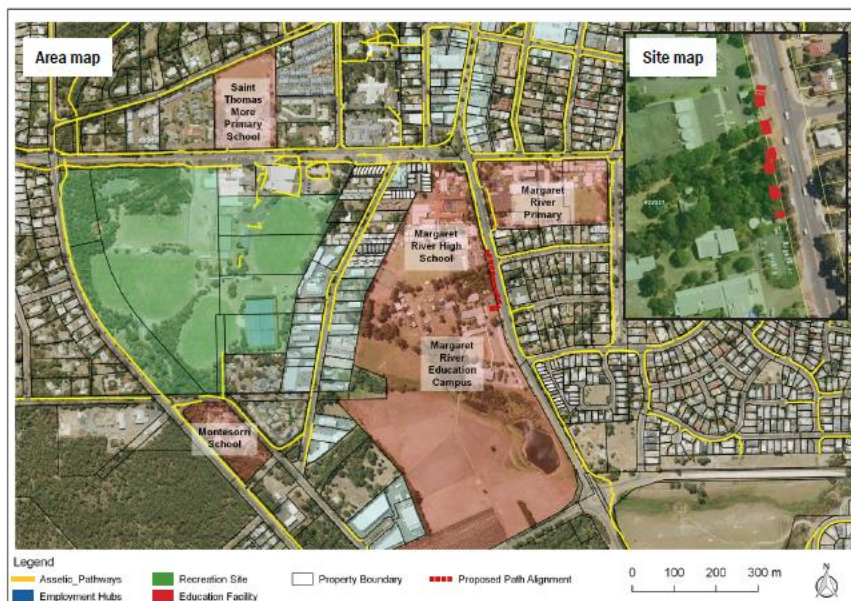 Area map
Site map
Saint
Thomas
More
Primary
School
Margaret
River
Primary
Margaret
River High
School
Margaret
River
Education
Campus
Montesorri
School
Legend
Assetic_Pathways
Recreation Site
Property Boundary
Proposed Path Alignment
Employment Hubs
Education Facility
0 100 200 300 m
N